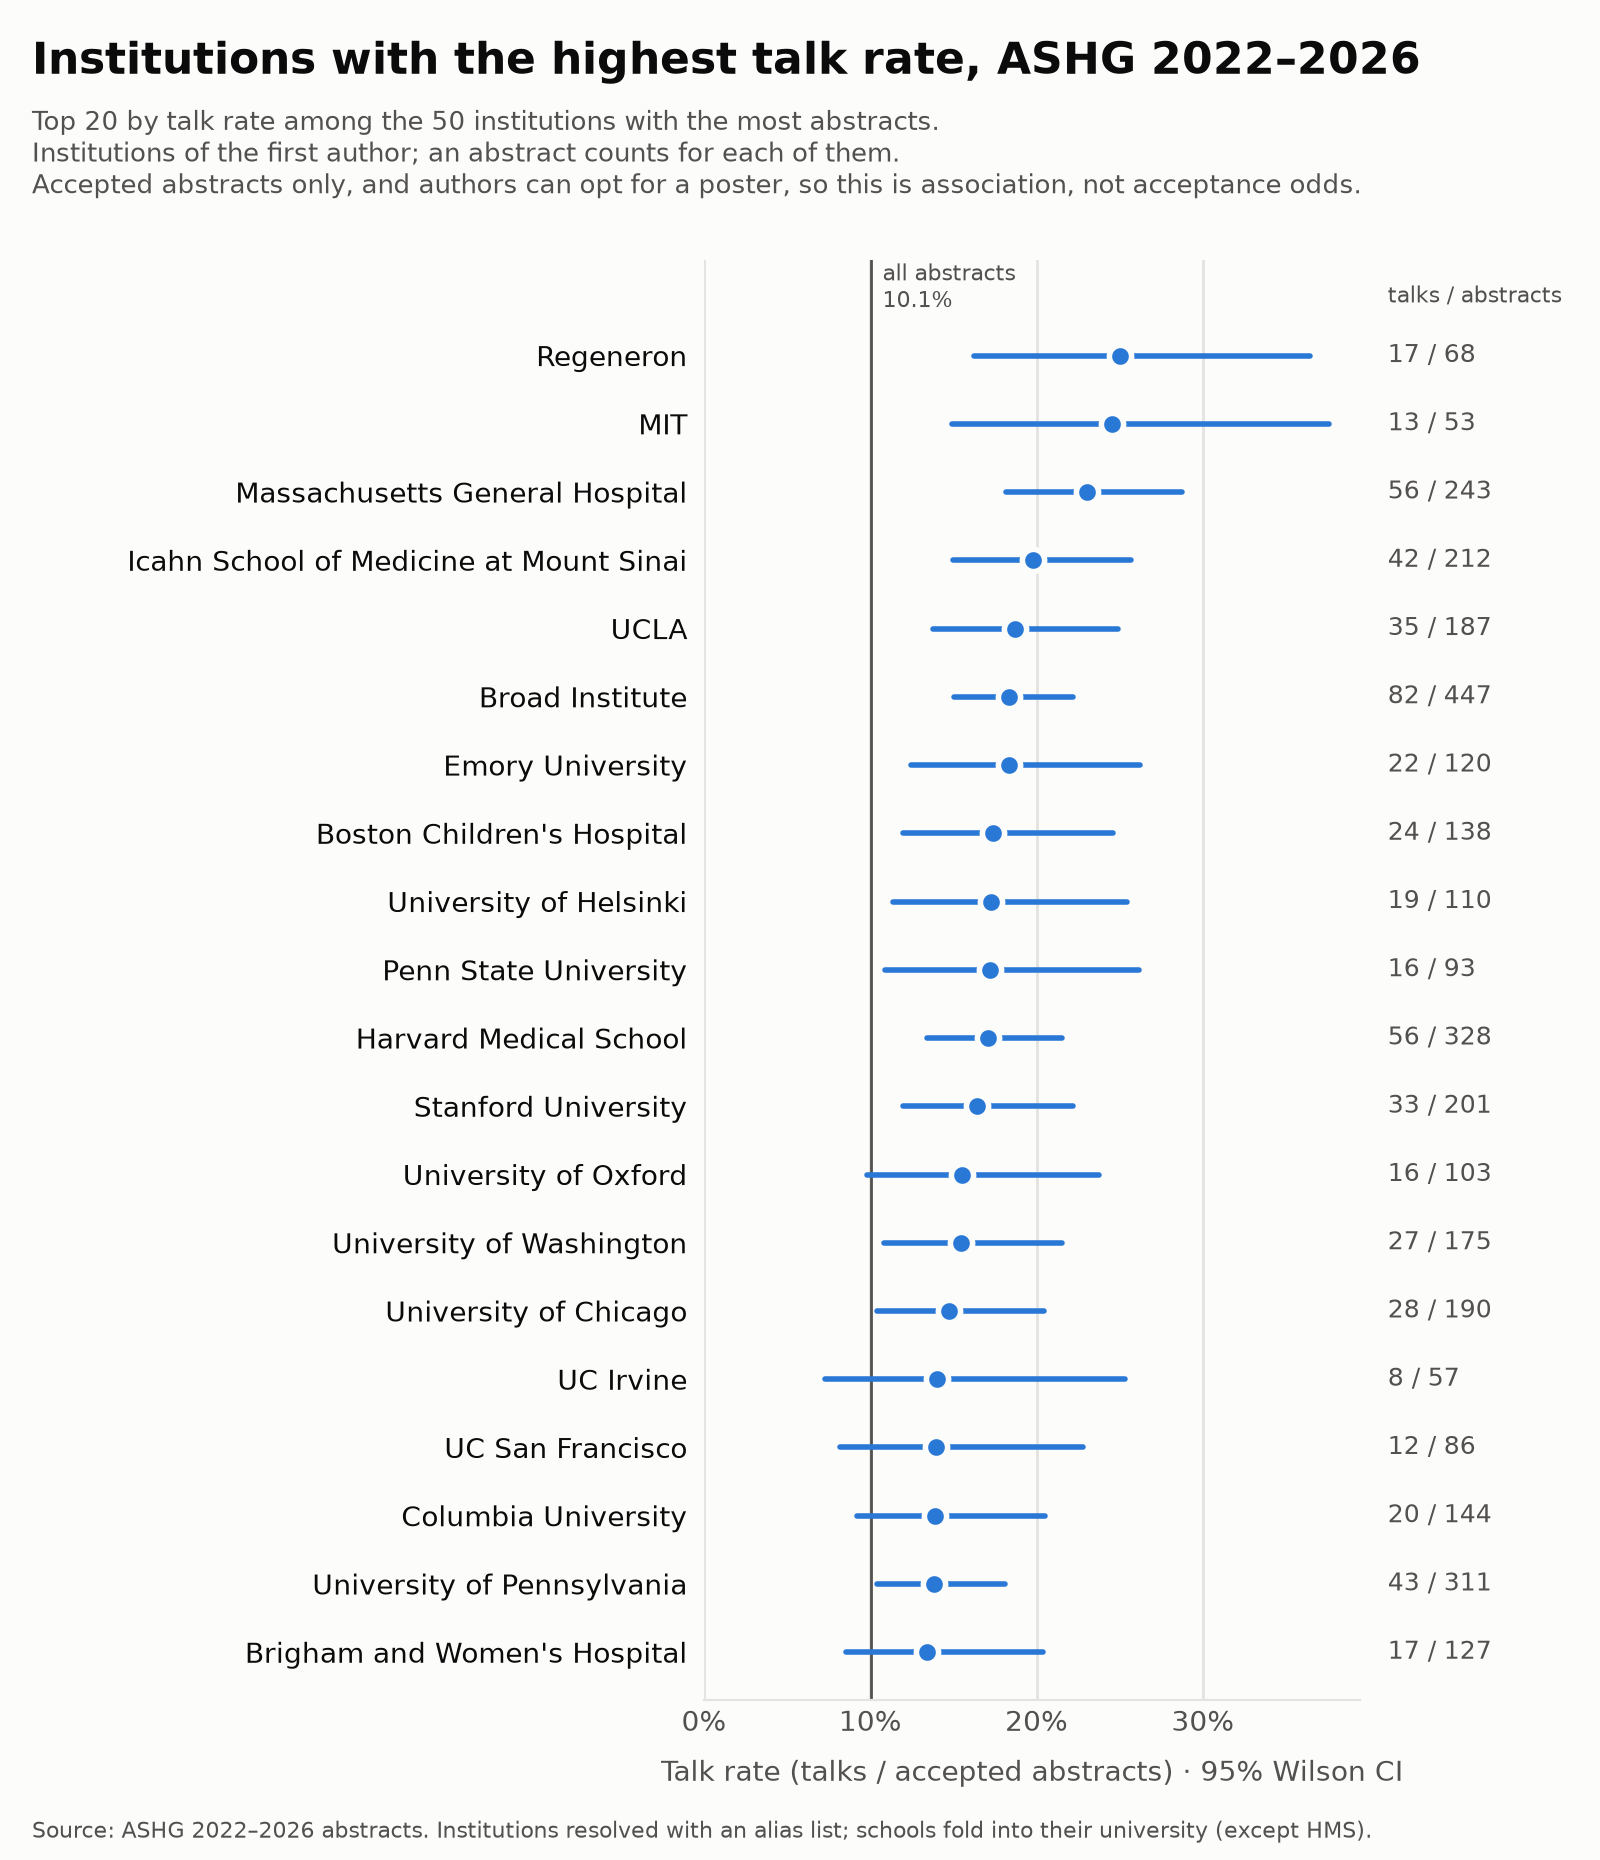 Institutions with the highest talk rate, ASHG 2022–2026
Top 20 by talk rate among the 50 institutions with the most abstracts.
Institutions of the first author; an abstract counts for each of them.
Accepted abstracts only, and authors can opt for a poster, so this is association, not acceptance odds.
all abstracts
10.1%
talks / abstracts
Regeneron 17 / 68
MIT 13 / 53
Massachusetts General Hospital 56 / 243
Icahn School of Medicine at Mount Sinai 42 / 212
UCLA 35 / 187
Broad Institute 82 / 447
Emory University 22 / 120
Boston Children's Hospital 24 / 138
University of Helsinki 19 / 110
Penn State University 16 / 93
Harvard Medical School 56 / 328
Stanford University 33 / 201
University of Oxford 16 / 103
University of Washington 27 / 175
University of Chicago 28 / 190
UC Irvine 8 / 57
UC San Francisco 12 / 86
Columbia University 20 / 144
University of Pennsylvania 43 / 311
Brigham and Women's Hospital 17 / 127
0% 10% 20% 30%
Talk rate (talks / accepted abstracts) · 95% Wilson CI
Source: ASHG 2022–2026 abstracts. Institutions resolved with an alias list; schools fold into their university (except HMS).